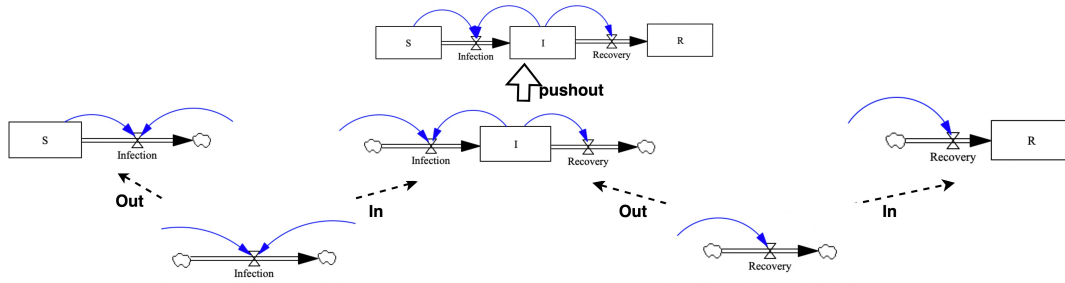 S
I
R
Infection
Recovery
pushout
S
Infection
Infection
I
Recovery
Recovery
R
Out
In
Out
In
Infection
Recovery